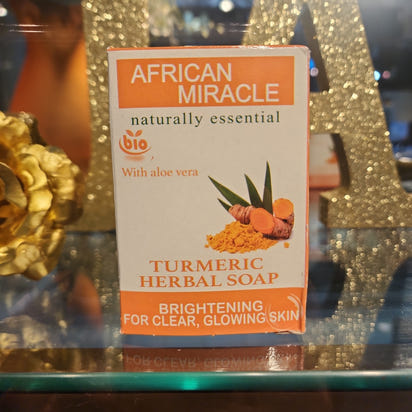 AFRICAN
MIRACLE
naturally essential
bio
With aloe vera
TURMERIC
HERBAL SOAP
BRIGHTENING
FOR CLEAR, GLOWING SKIN